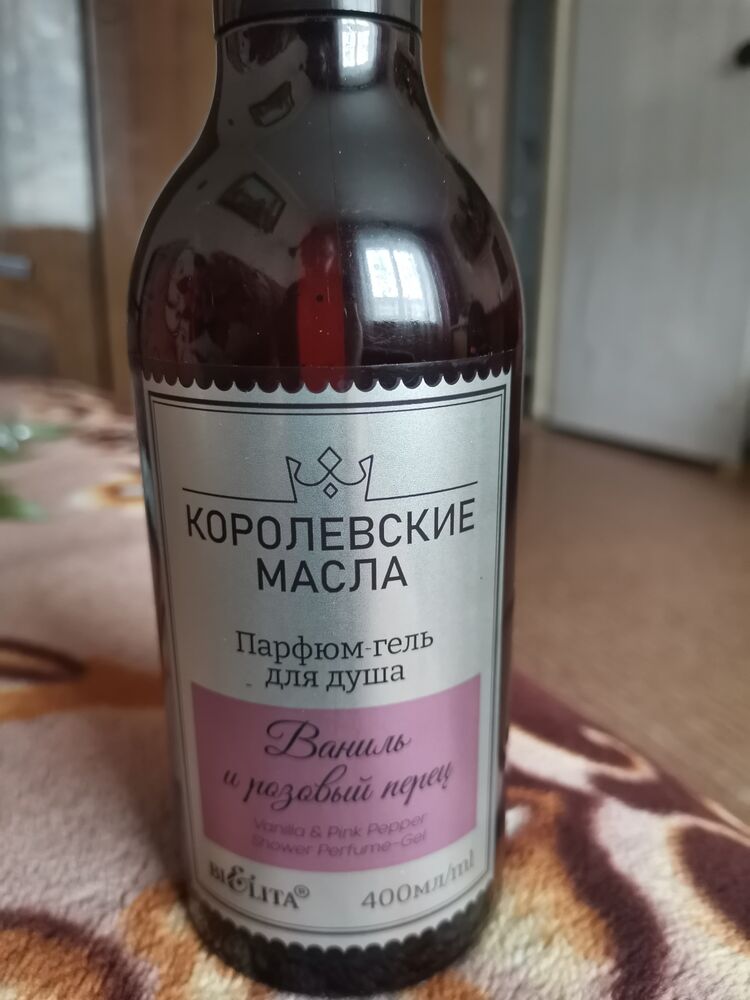 КОРОЛЕВСКИЕ
МАСЛА
Парфюм-гель
для душа
Ваниль
и розовый перец
Vanilla & Pink Pepper
Shower Perfume-Gel
BIELITA®
400мл/ml